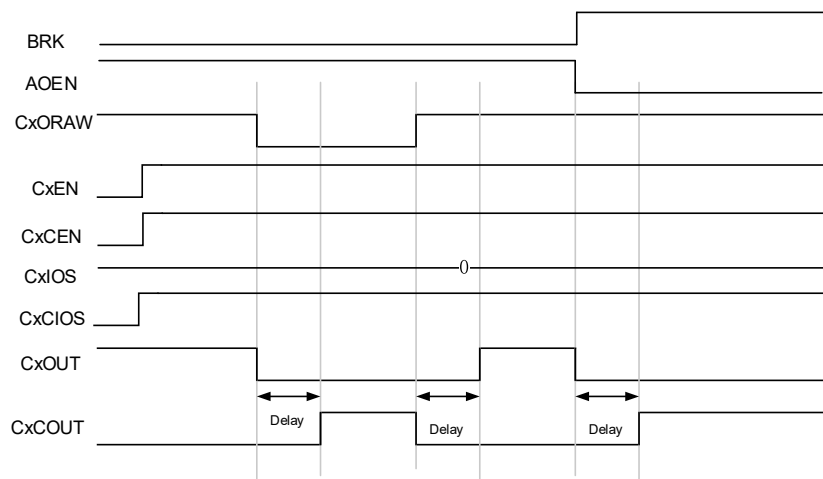 BRK
AOEN
CxORAW
CxEN
CxCEN
CxIOS
0
CxCIOS
CxOUT
Delay
Delay
Delay
CxCOUT